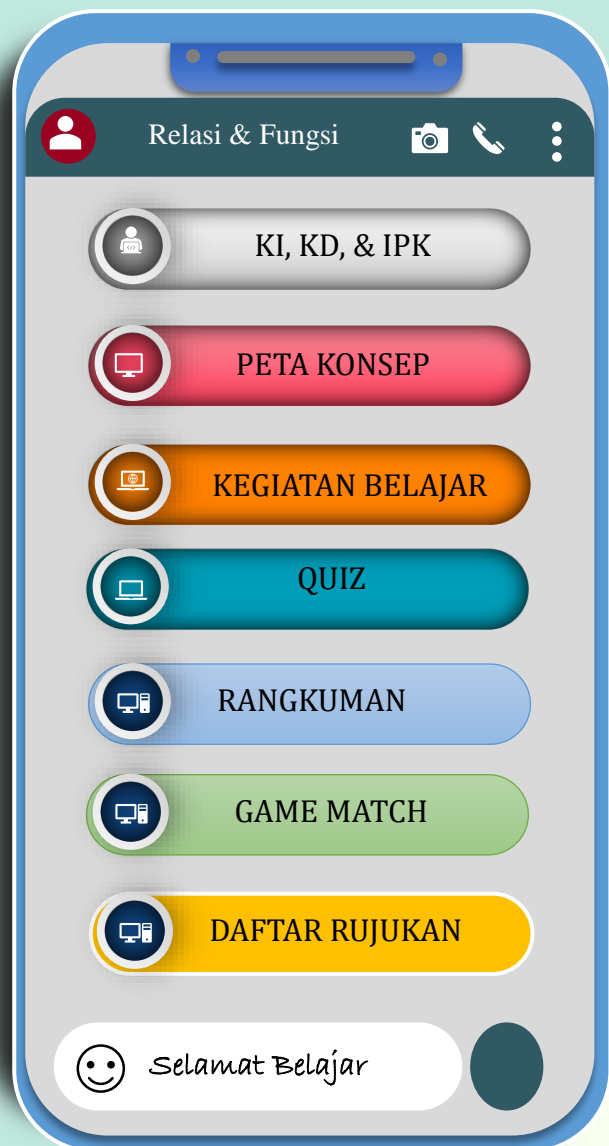 Relasi & Fungsi
KI, KD, & IPK
PETA KONSEP
KEGIATAN BELAJAR
QUIZ
RANGKUMAN
GAME MATCH
DAFTAR RUJUKAN
Selamat Belajar